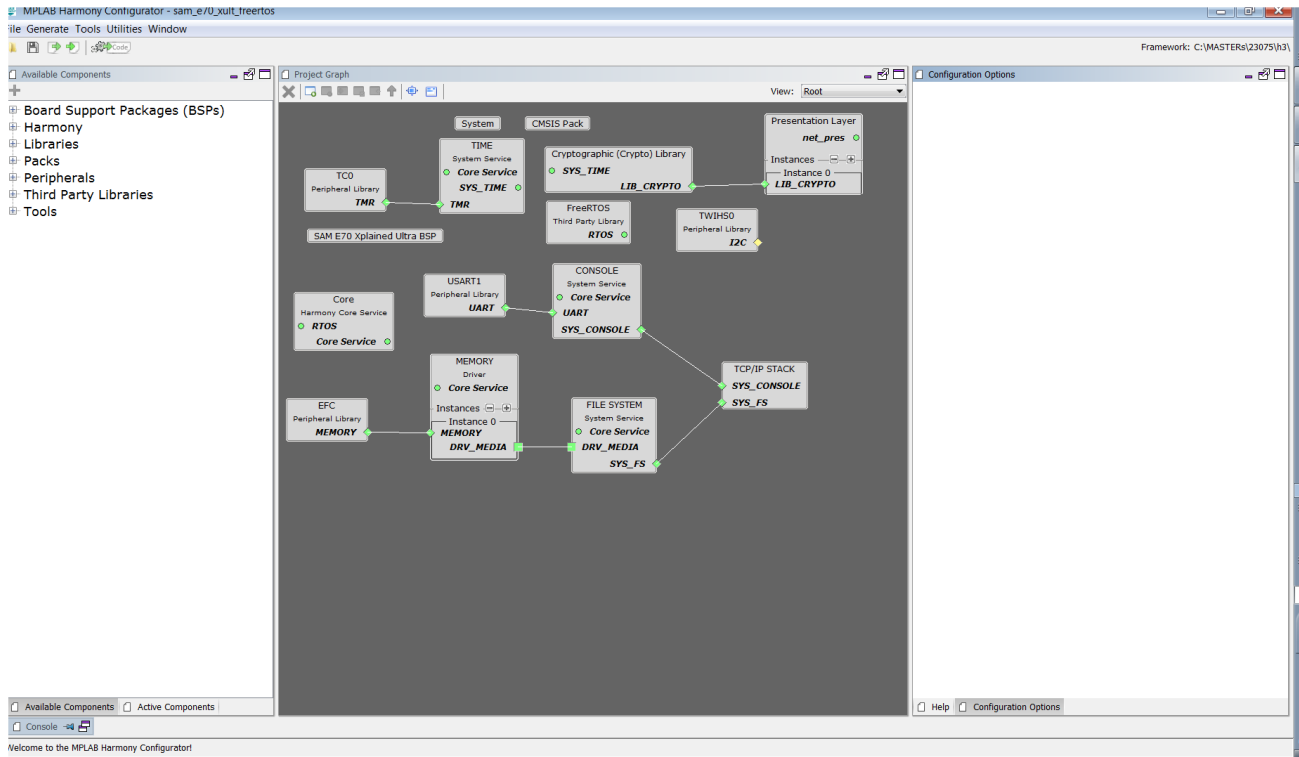 MPLAB Harmony Configurator - sam_e70_xult_freertos
File Generate Tools Utilities Window
Code
Framework: C:\MASTERs\23075\h3\
Available Components
Board Support Packages (BSPs)
Harmony
Libraries
Packs
Peripherals
Third Party Libraries
Tools
Available Components
Active Components
Project Graph
View: Root
System
CMSIS Pack
Presentation Layer
net_pres
Instances
Instance 0
LIB_CRYPTO
TIME
System Service
Core Service
SYS_TIME
TMR
Cryptographic (Crypto) Library
SYS_TIME
LIB_CRYPTO
TC0
Peripheral Library
TMR
FreeRTOS
Third Party Library
RTOS
TWIHS0
Peripheral Library
I2C
SAM E70 Xplained Ultra BSP
CONSOLE
System Service
Core Service
UART
SYS_CONSOLE
USART1
Peripheral Library
UART
Core
Harmony Core Service
RTOS
Core Service
MEMORY
Driver
Core Service
Instances
Instance 0
MEMORY
DRV_MEDIA
TCP/IP STACK
SYS_CONSOLE
SYS_FS
EFC
Peripheral Library
MEMORY
FILE SYSTEM
System Service
Core Service
DRV_MEDIA
SYS_FS
Configuration Options
Help
Configuration Options
Console
Welcome to the MPLAB Harmony Configurator!